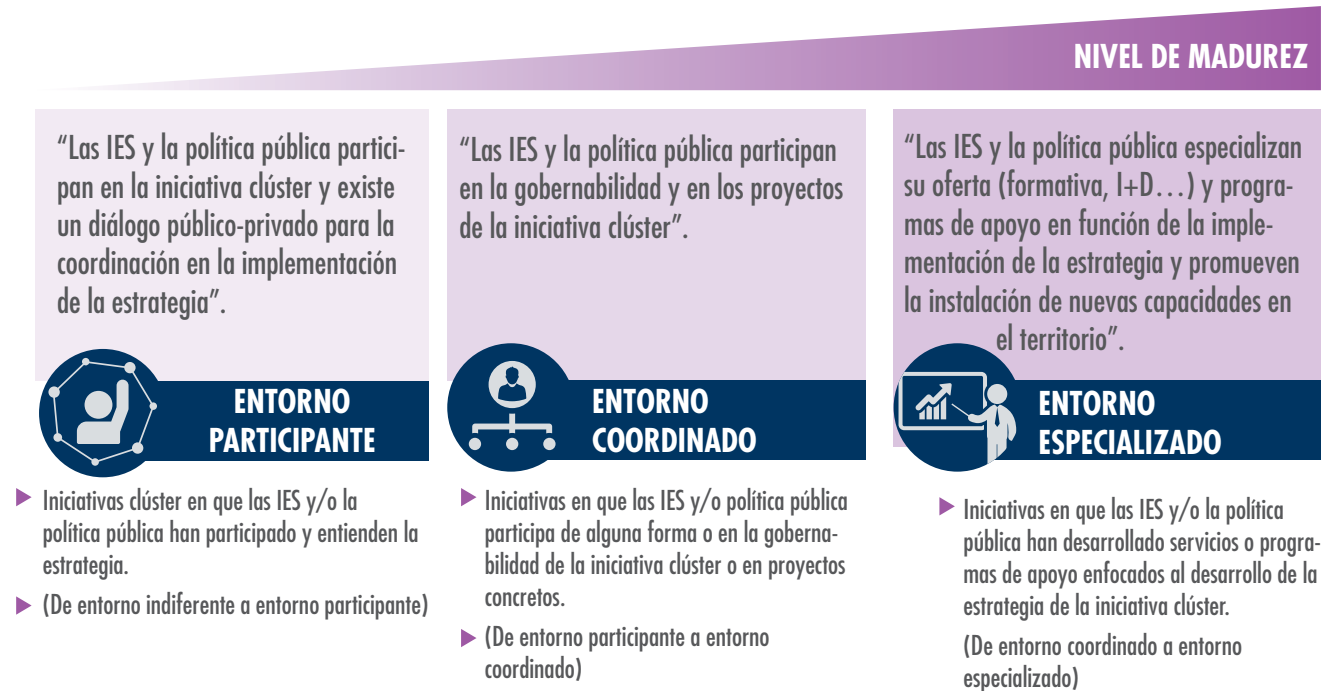 NIVEL DE MADUREZ
“Las IES y la política pública partici-
pan en la iniciativa clúster y existe
un diálogo público-privado para la
coordinación en la implementación
de la estrategia”.
ENTORNO
PARTICIPANTE
Iniciativas clúster en que las IES y/o la
política pública han participado y entienden la
estrategia.
(De entorno indiferente a entorno participante)
“Las IES y la política pública participan
en la gobernabilidad y en los proyectos
de la iniciativa clúster”.
ENTORNO
COORDINADO
Iniciativas en que las IES y/o política pública
participa de alguna forma o en la goberna-
bilidad de la iniciativa clúster o en proyectos
concretos.
(De entorno participante a entorno
coordinado)
“Las IES y la política pública especializan
su oferta (formativa, I+D...) y progra-
mas de apoyo en función de la imple-
mentación de la estrategia y promueven
la instalación de nuevas capacidades en
el territorio”.
ENTORNO
ESPECIALIZADO
Iniciativas en que las IES y/o la política
pública han desarrollado servicios o progra-
mas de apoyo enfocados al desarrollo de la
estrategia de la iniciativa clúster.
(De entorno coordinado a entorno
especializado)